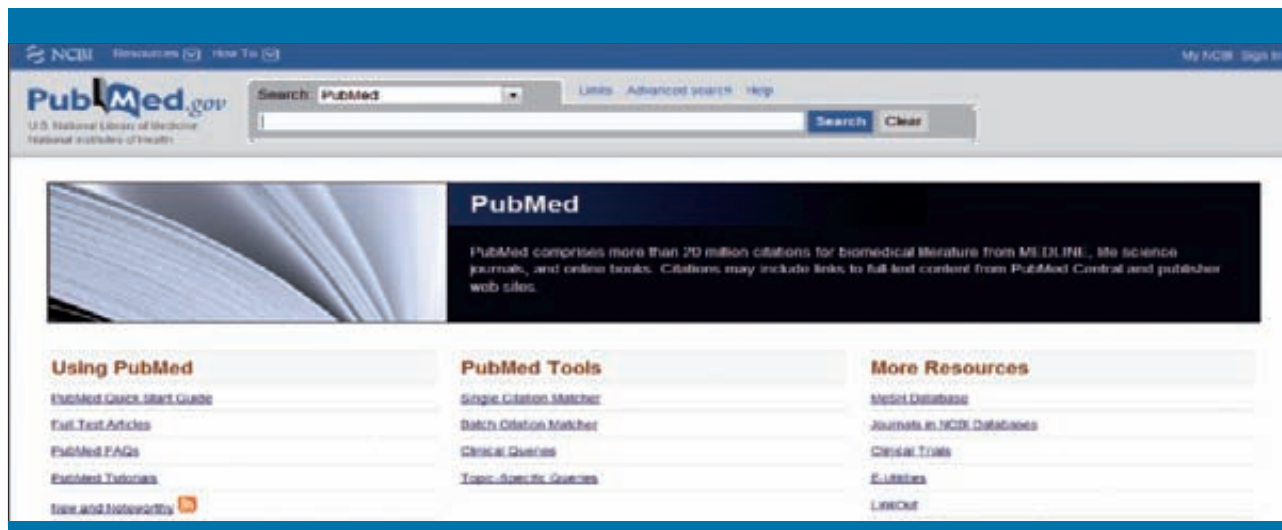 NCBI Resources How To My NCBI Sign In
PubMed.gov
U.S. National Library of Medicine
National Institutes of Health
Search: PubMed
Limits Advanced search Help
Search Clear
PubMed
PubMed comprises more than 20 million citations for biomedical literature from MEDLINE, life science
journals, and online books. Citations may include links to full-text content from PubMed Central and publisher
web sites.
Using PubMed
PubMed Quick Start Guide
Full Text Articles
PubMed FAQs
PubMed Tutorials
New and Noteworthy
PubMed Tools
Single Citation Matcher
Batch Citation Matcher
Clinical Queries
Topic-Specific Queries
More Resources
MeSH Database
Journals in NCBI Databases
Clinical Trials
E-Utilities
LinkOut